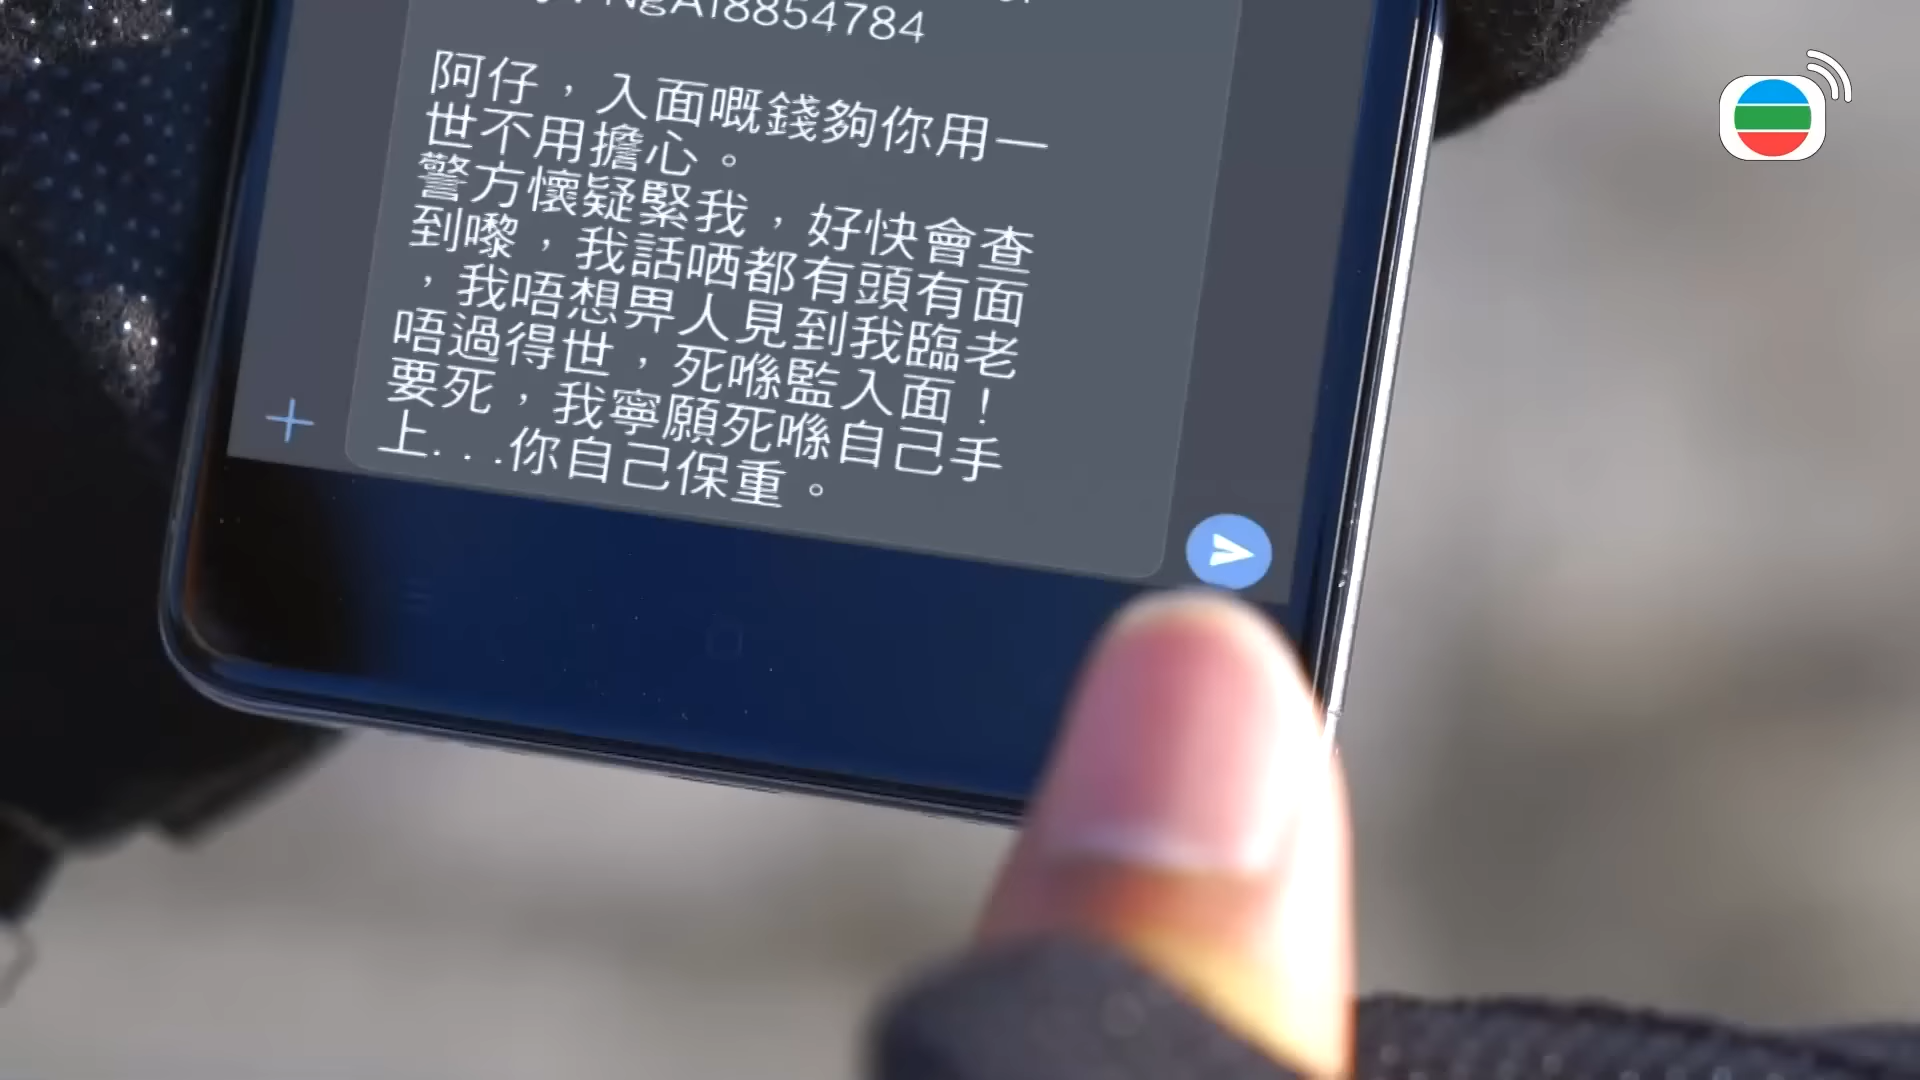 NgAi8854784
阿仔，入面嘅錢夠你用一
世不用擔心。
警方懷疑緊我，好快會查
到嚟，我話哂都有頭有面
，我唔想畀人見到我臨老
唔過得世，死喺監入面！
要死，我寧願死喺自己手
上...你自己保重。